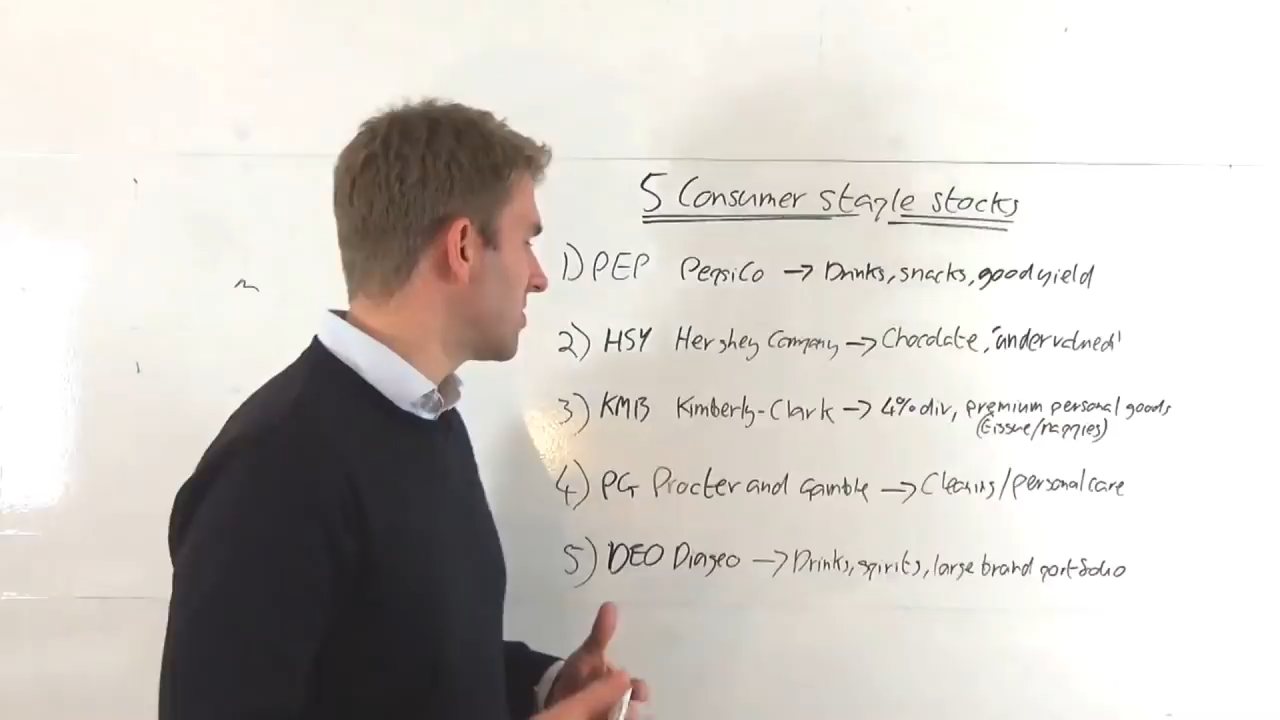 5 Consumer staple stocks
1) PEP PepsiCo → Drinks, snacks, good yield
2) HSY Hershey Company → Chocolate, 'undervalued'
3) KMB Kimberly-Clark → 4% div, premium personal goods
(tissue/nappies)
4) PG Procter and Gamble → Cleaning/personal care
5) DEO Diageo → Drinks, spirits, large brand portfolio